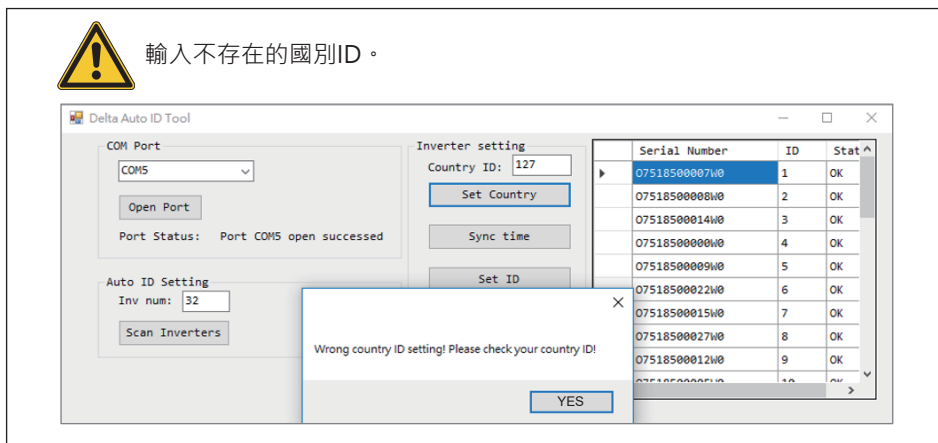 輸入不存在的國別ID。
Delta Auto ID Tool
COM Port
COM5
Open Port
Port Status: Port COM5 open successed
Auto ID Setting
Inv num: 32
Scan Inverters
Inverter setting
Country ID: 127
Set Country
Sync time
Set ID
Wrong country ID setting! Please check your country ID!
YES
Serial Number ID Stat
O7518500007W0 1 OK
O7518500008W0 2 OK
O7518500014W0 3 OK
O7518500000W0 4 OK
O7518500009W0 5 OK
O7518500022W0 6 OK
O7518500015W0 7 OK
O7518500027W0 8 OK
O7518500012W0 9 OK